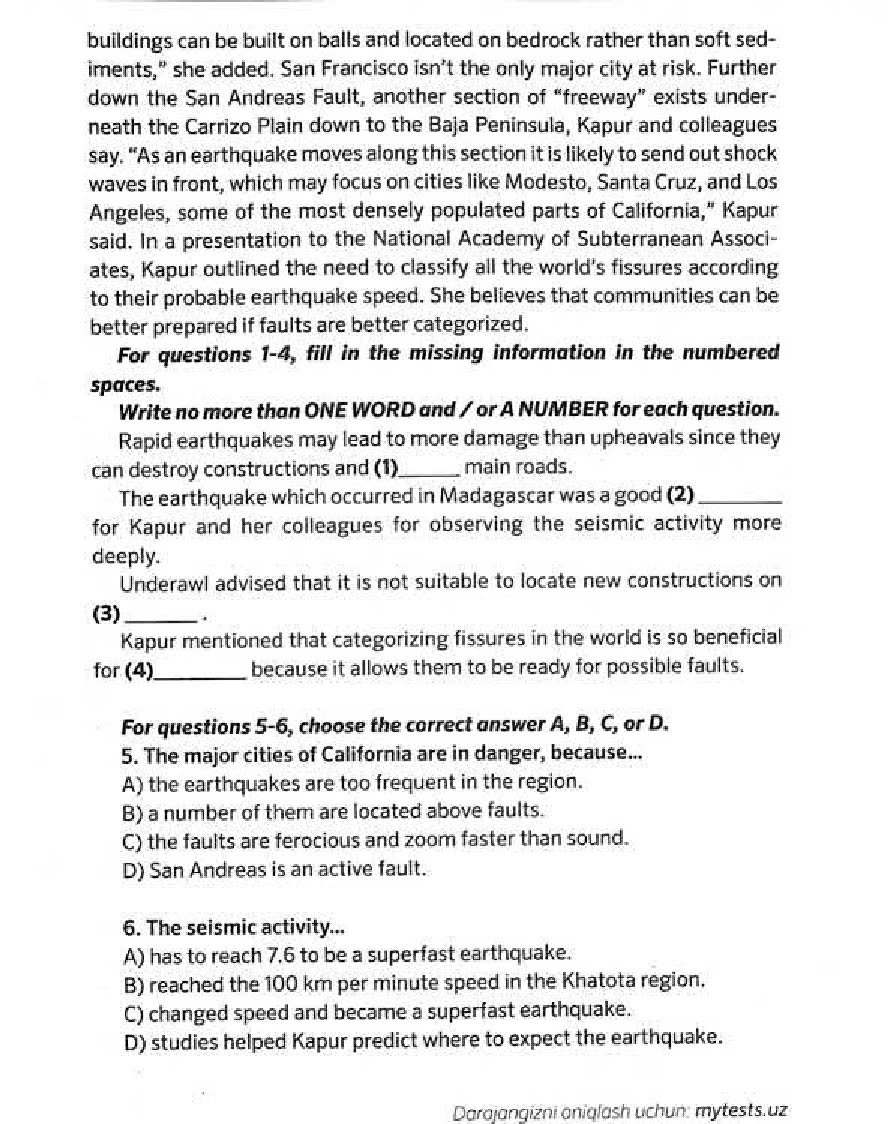 buildings can be built on balls and located on bedrock rather than soft sed-
iments,” she added. San Francisco isn’t the only major city at risk. Further
down the San Andreas Fault, another section of “freeway” exists under-
neath the Carrizo Plain down to the Baja Peninsula, Kapur and colleagues
say. “As an earthquake moves along this section it is likely to send out shock
waves in front, which may focus on cities like Modesto, Santa Cruz, and Los
Angeles, some of the most densely populated parts of California,” Kapur
said. In a presentation to the National Academy of Subterranean Associ-
ates, Kapur outlined the need to classify all the world’s fissures according
to their probable earthquake speed. She believes that communities can be
better prepared if faults are better categorized.
For questions 1-4, fill in the missing information in the numbered
spaces.
Write no more than ONE WORD and / or A NUMBER for each question.
Rapid earthquakes may lead to more damage than upheavals since they
can destroy constructions and (1)______ main roads.
The earthquake which occurred in Madagascar was a good (2) ________
for Kapur and her colleagues for observing the seismic activity more
deeply.
Underawl advised that it is not suitable to locate new constructions on
(3) _______ .
Kapur mentioned that categorizing fissures in the world is so beneficial
for (4)_________ because it allows them to be ready for possible faults.
For questions 5-6, choose the correct answer A, B, C, or D.
5. The major cities of California are in danger, because...
A) the earthquakes are too frequent in the region.
B) a number of them are located above faults.
C) the faults are ferocious and zoom faster than sound.
D) San Andreas is an active fault.
6. The seismic activity...
A) has to reach 7.6 to be a superfast earthquake.
B) reached the 100 km per minute speed in the Khatota region.
C) changed speed and became a superfast earthquake.
D) studies helped Kapur predict where to expect the earthquake.
Darajangizni aniqlash uchun: mytests.uz